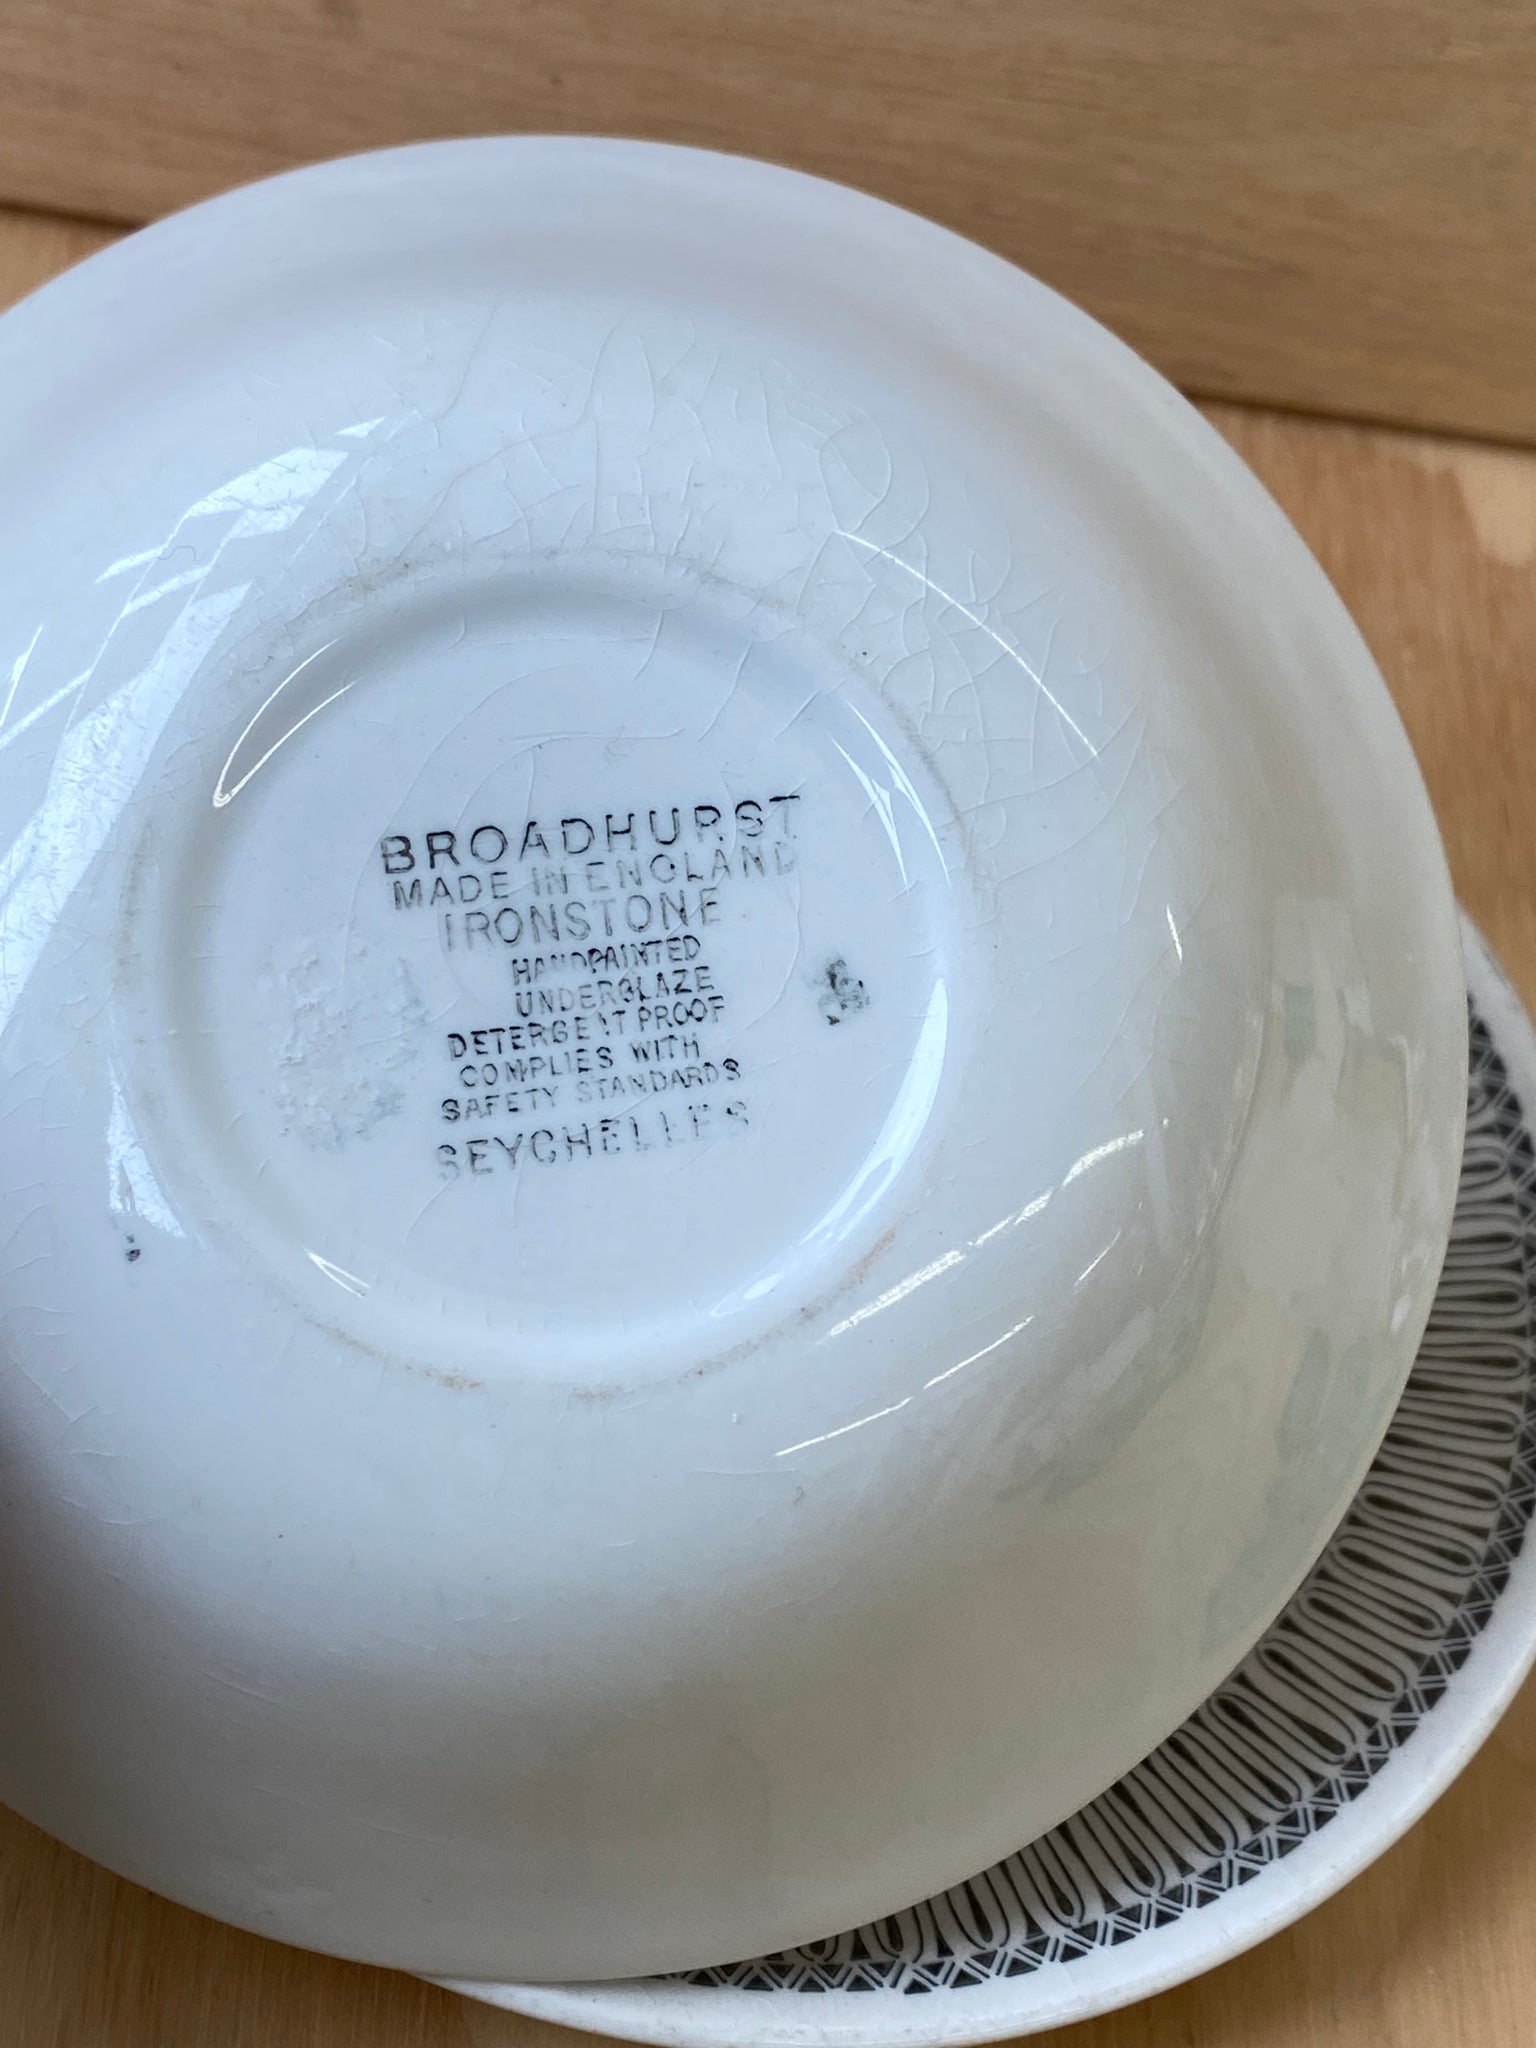 BROADHURST
MADE IN ENGLAND
IRONSTONE
HANDPAINTED
UNDERGLAZE
DETERGENT PROOF
COMPLIES WITH
SAFETY STANDARDS
SEYCHELLES